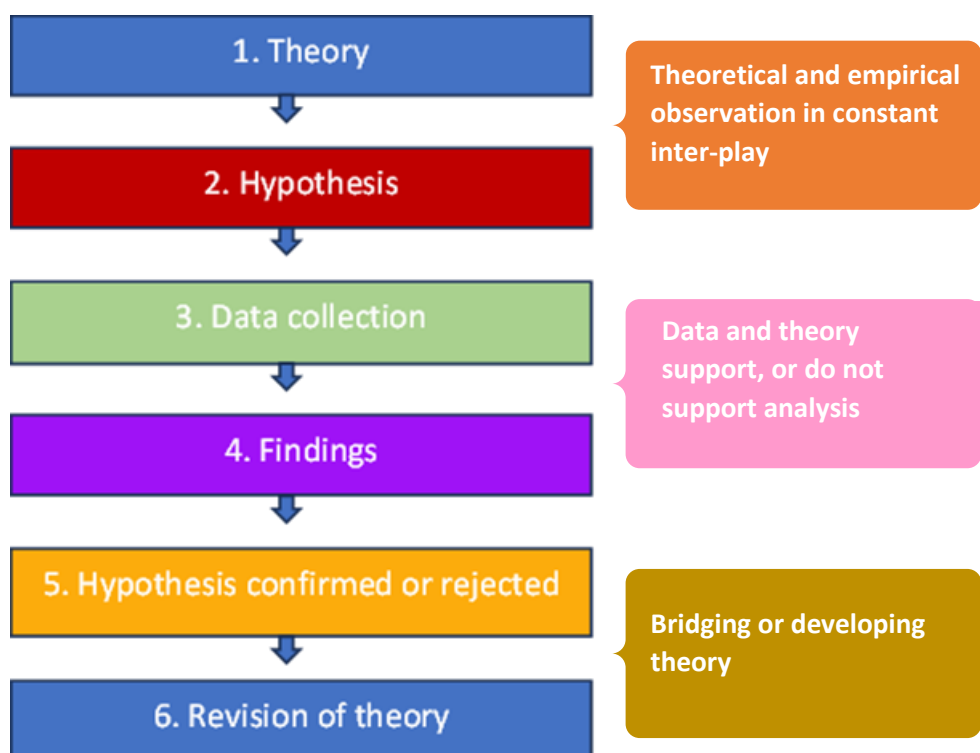 1. Theory
Theoretical and empirical
observation in constant
inter-play
2. Hypothesis
3. Data collection
Data and theory
support, or do not
support analysis
4. Findings
5. Hypothesis confirmed or rejected
Bridging or developing
theory
6. Revision of theory